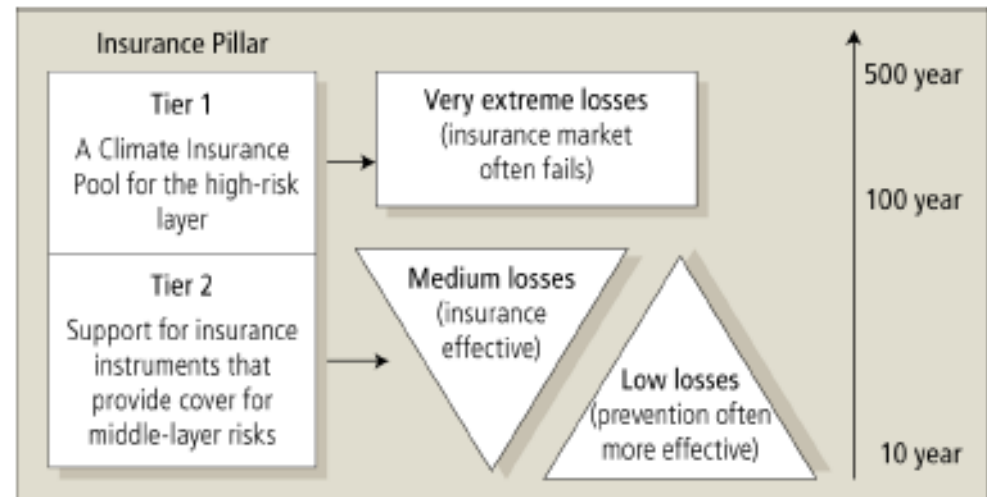 Insurance Pillar
Tier 1
A Climate Insurance
Pool for the high-risk
layer
Tier 2
Support for insurance
instruments that
provide cover for
middle-layer risks
Very extreme losses
(insurance market
often fails)
Medium losses
(insurance
effective)
Low losses
(prevention often
more effective)
500 year
100 year
10 year